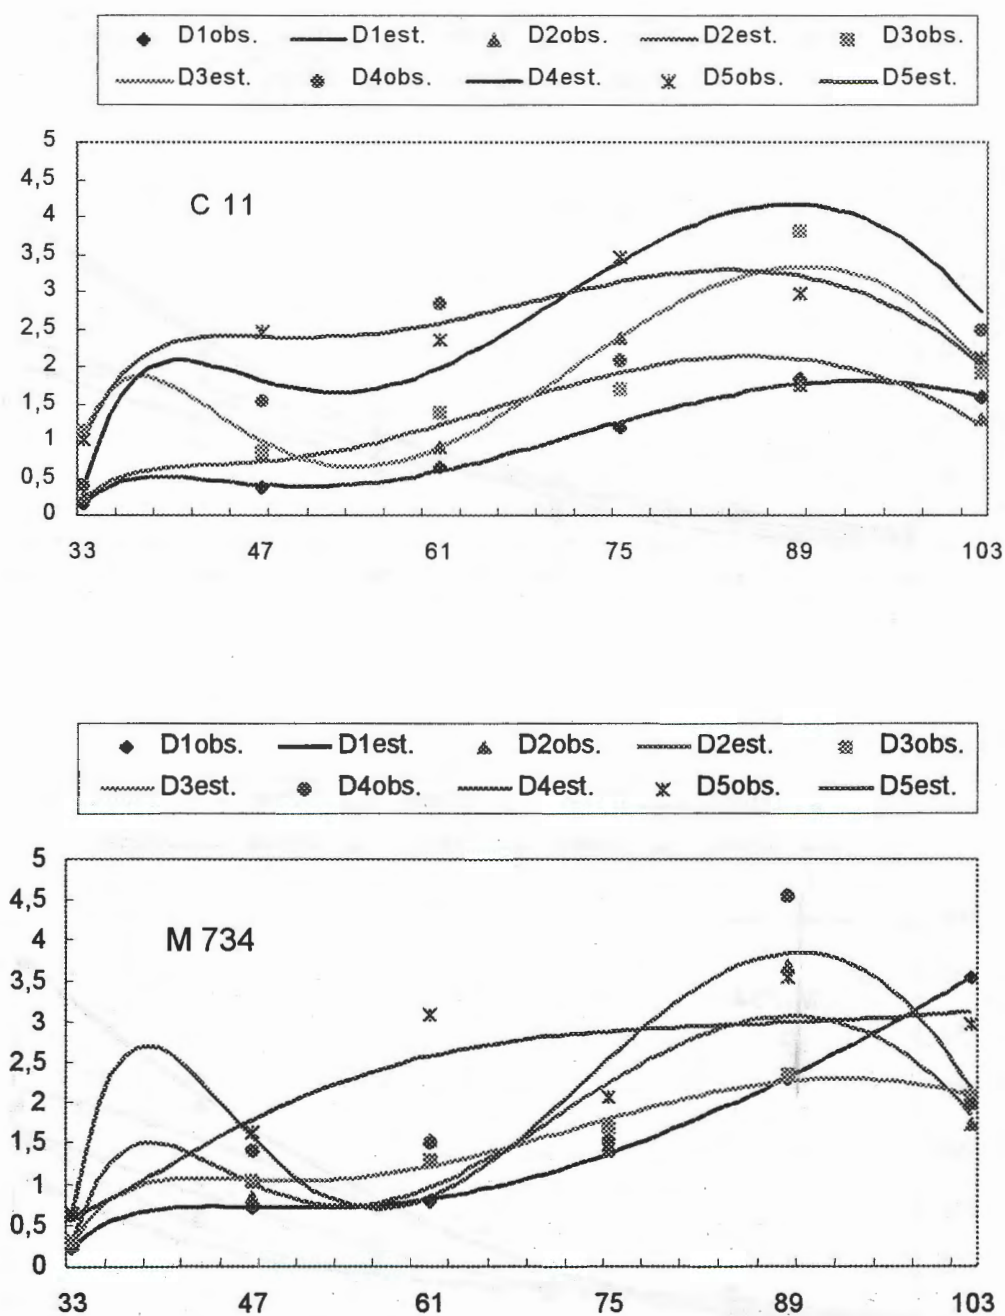 D1obs. D1est. D2obs. D2est. D3obs.
D3est. D4obs. D4est. D5obs. D5est.
5
4,5
C 11
4
3,5
3
2,5
2
1,5
1
0,5
0
33 47 61 75 89 103
D1obs. D1est. D2obs. D2est. D3obs.
D3est. D4obs. D4est. D5obs. D5est.
5
4,5
M 734
4
3,5
3
2,5
2
1,5
1
0,5
0
33 47 61 75 89 103